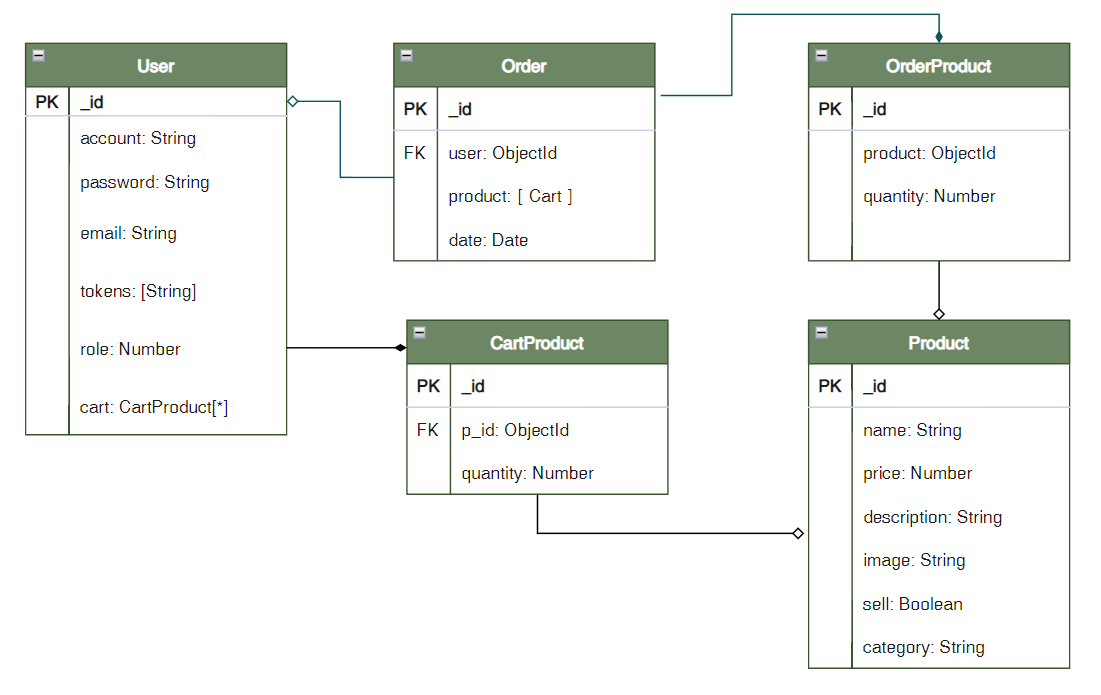 User
PK _id
account: String
password: String
email: String
tokens: [String]
role: Number
cart: CartProduct[*]
Order
PK _id
FK user: ObjectId
product: [ Cart ]
date: Date
OrderProduct
PK _id
product: ObjectId
quantity: Number
CartProduct
PK _id
FK p_id: ObjectId
quantity: Number
Product
PK _id
name: String
price: Number
description: String
image: String
sell: Boolean
category: String